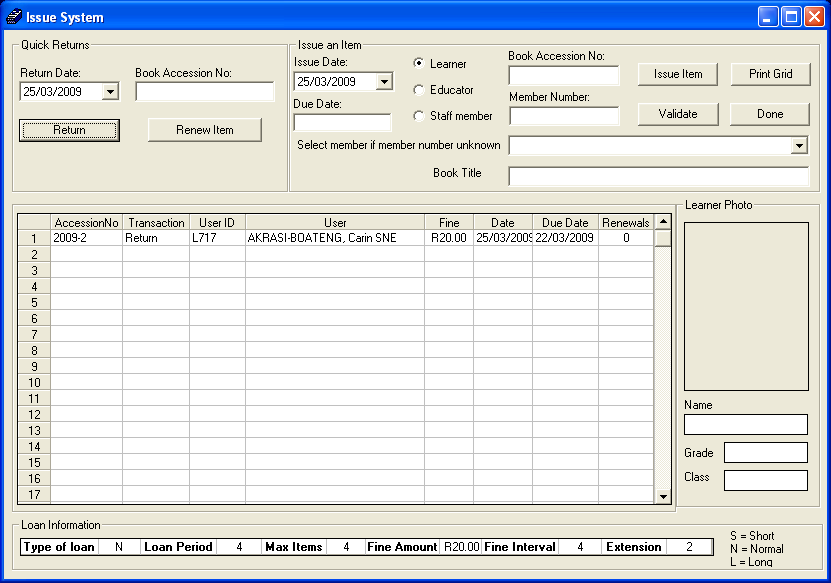 Issue System
Quick Returns
Return Date:
Book Accession No:
25/03/2009
Return
Renew Item
Issue an Item
Issue Date:
25/03/2009
Due Date:
Learner
Educator
Staff member
Book Accession No:
Member Number:
Issue Item
Print Grid
Validate
Done
Select member if member number unknown
Book Title
AccessionNo Transaction User ID User Fine Date Due Date Renewals
1 2009-2 Return L717 AKRASI-BOATENG, Carin SNE R20.00 25/03/2009 22/03/2009 0
2
3
4
5
6
7
8
9
10
11
12
13
14
15
16
17
Learner Photo
Name
Grade
Class
Loan Information
Type of loan N Loan Period 4 Max Items 4 Fine Amount R20.00 Fine Interval 4 Extension 2
S = Short
N = Normal
L = Long